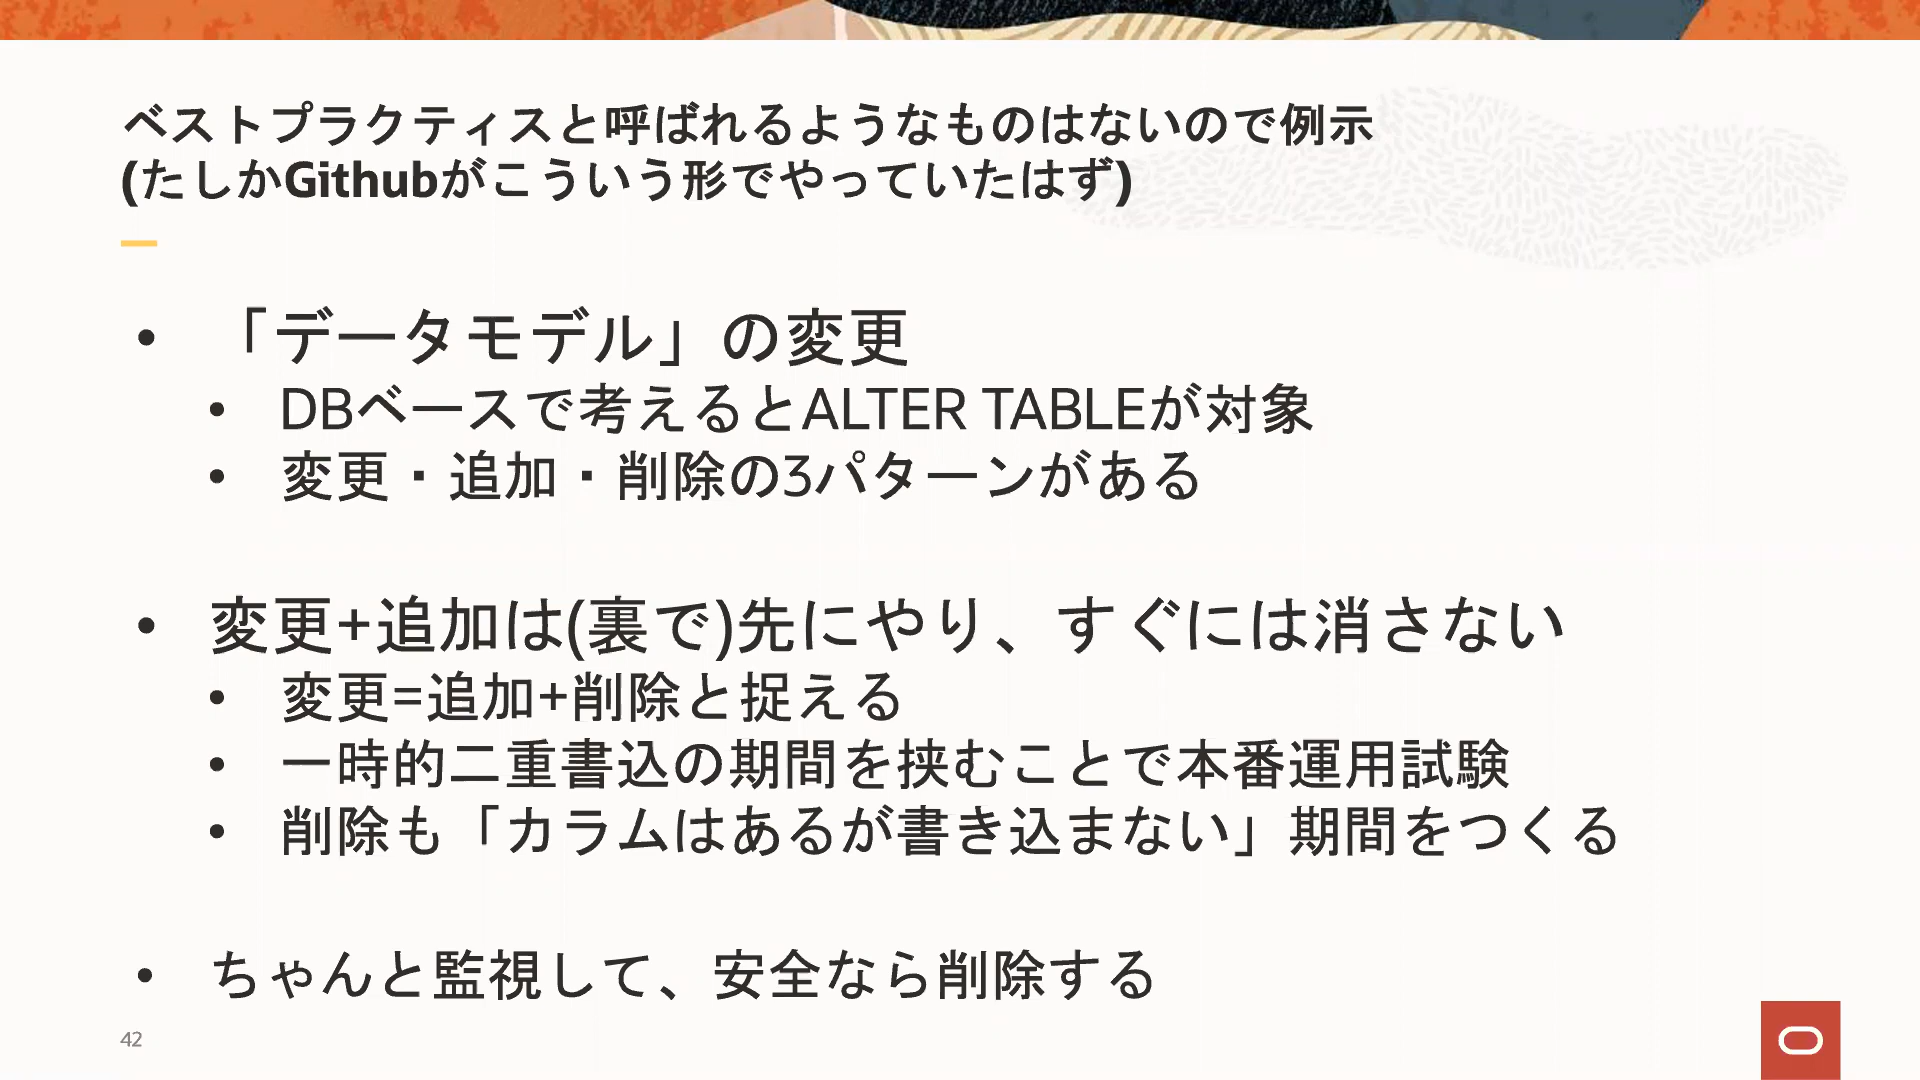 ベストプラクティスと呼ばれるようなものはないので例示
(たしかGithubがこういう形でやっていたはず)
• 「データモデル」の変更
• DBベースで考えるとALTER TABLEが対象
• 変更・追加・削除の3パターンがある
• 変更+追加は(裏で)先にやり、すぐには消さない
• 変更=追加+削除と捉える
• 一時的二重書込の期間を挟むことで本番運用試験
• 削除も「カラムはあるが書き込まない」期間をつくる
• ちゃんと監視して、安全なら削除する
42